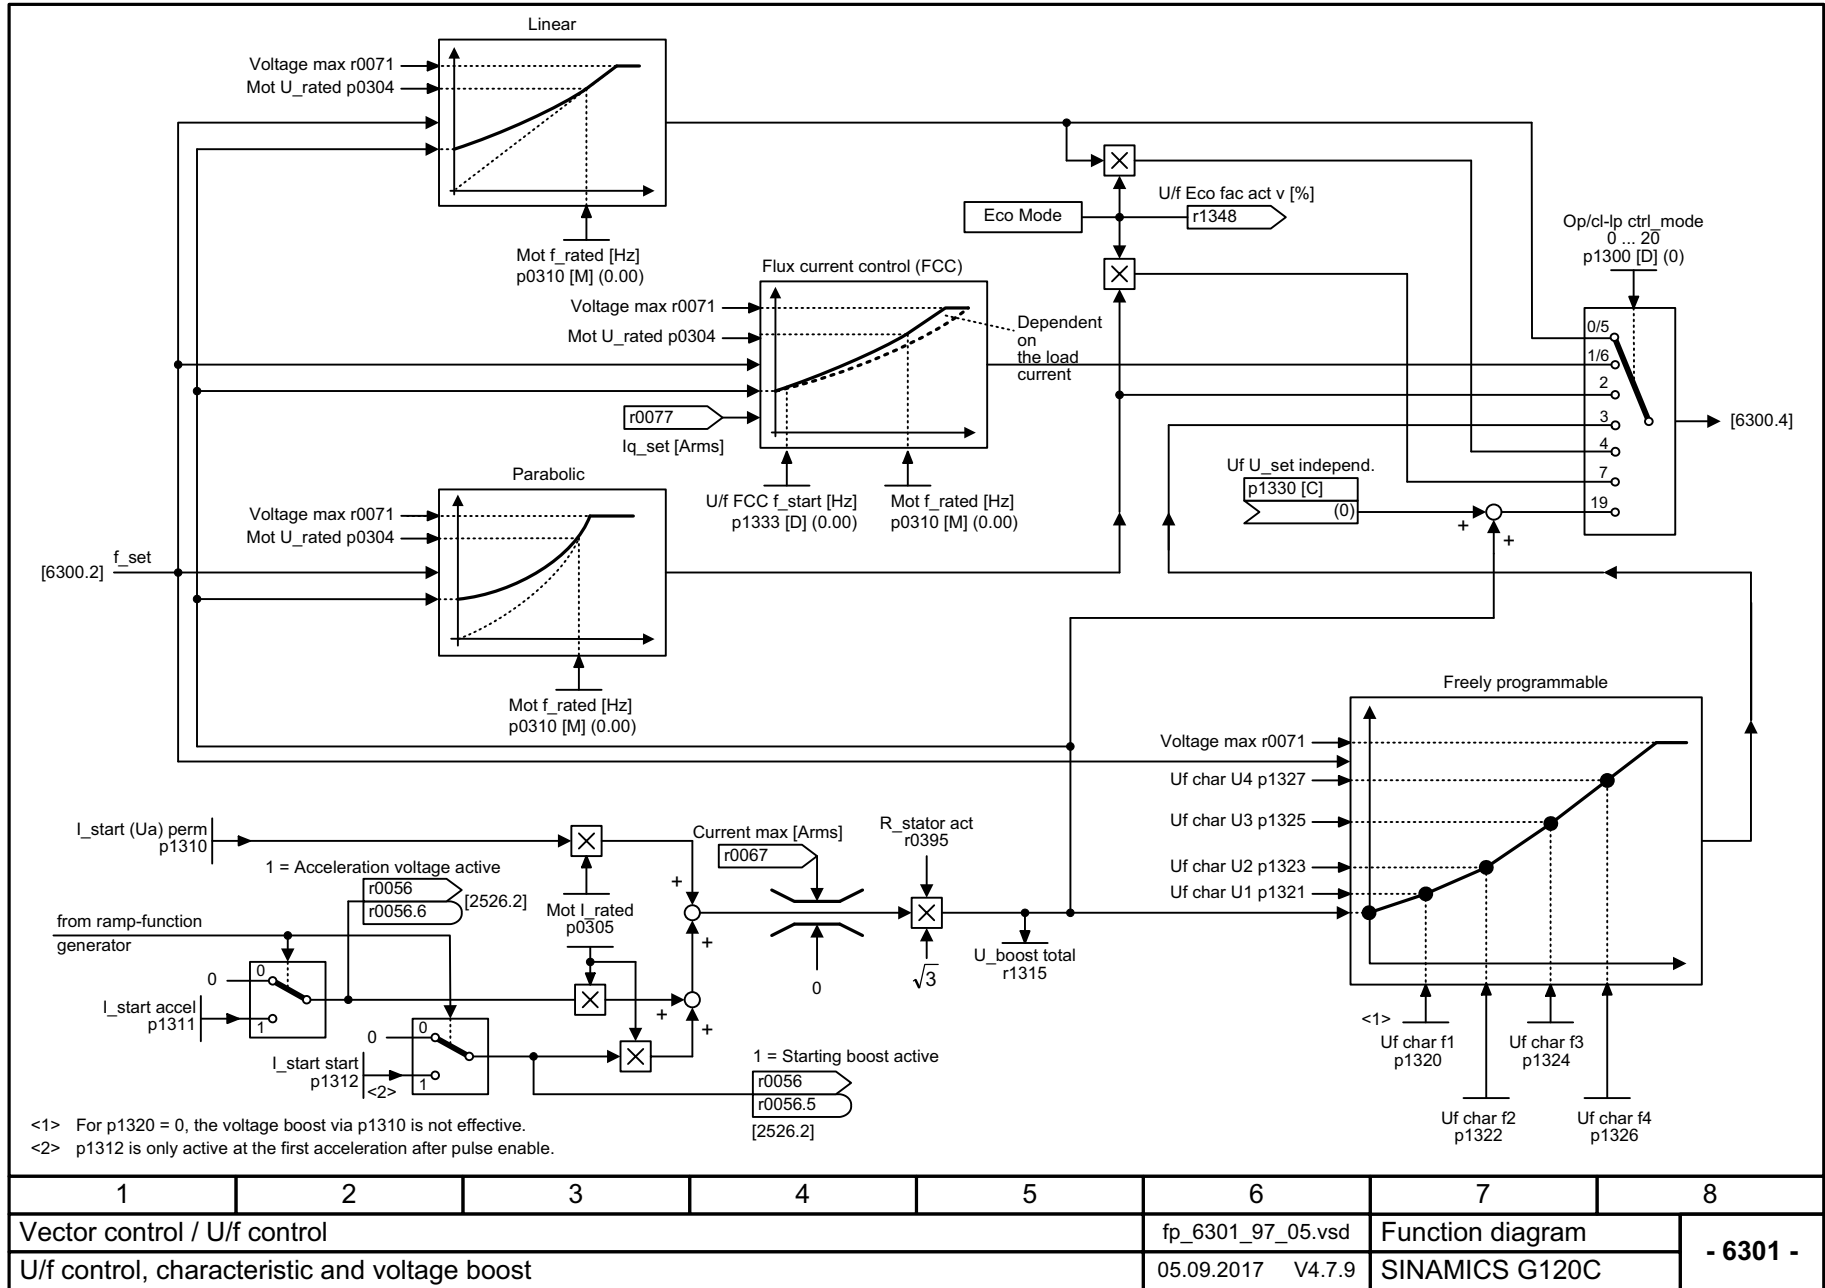 Linear
Voltage max r0071
Mot U_rated p0304
Mot f_rated [Hz]
p0310 [M] (0.00)
Eco Mode
U/f Eco fac act v [%]
r1348
Op/cl-lp ctrl_mode
0 ... 20
p1300 [D] (0)
Flux current control (FCC)
Voltage max r0071
Mot U_rated p0304
Dependent
on
the load
current
r0077
Iq_set [Arms]
U/f FCC f_start [Hz]
p1333 [D] (0.00)
Mot f_rated [Hz]
p0310 [M] (0.00)
0/5
1/6
2
3
4
7
19
[6300.4]
Uf U_set independ.
p1330 [C]
(0)
+
+
Parabolic
Voltage max r0071
Mot U_rated p0304
[6300.2]
f_set
Mot f_rated [Hz]
p0310 [M] (0.00)
Freely programmable
Voltage max r0071
Uf char U4 p1327
Uf char U3 p1325
Uf char U2 p1323
Uf char U1 p1321
<1>
Uf char f1
p1320
Uf char f3
p1324
Uf char f2
p1322
Uf char f4
p1326
I_start (Ua) perm
p1310
1 = Acceleration voltage active
r0056
r0056.6
[2526.2]
Mot I_rated
p0305
Current max [Arms]
r0067
R_stator act
r0395
+
+
+
+
0
√3
U_boost total
r1315
from ramp-function
generator
0
0
1
I_start accel
p1311
0
0
1
I_start start
p1312
<2>
1 = Starting boost active
r0056
r0056.5
[2526.2]
<1> For p1320 = 0, the voltage boost via p1310 is not effective.
<2> p1312 is only active at the first acceleration after pulse enable.
1 2 3 4 5 6 7 8
Vector control / U/f control
fp_6301_97_05.vsd
Function diagram
- 6301 -
U/f control, characteristic and voltage boost
05.09.2017 V4.7.9
SINAMICS G120C